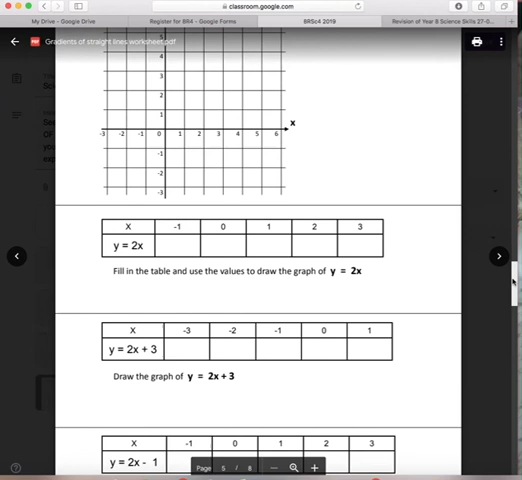 classroom.google.com
My Drive - Google Drive
Register for 8R4 - Google Forms
8RSc4 2019
Revision of Year 8 Science Skills 27-0...
PDF Gradients of straight lines worksheet.pdf
5
4
3
2
1
x
-3 -2 -1 0 1 2 3 4 5 6
-1
-2
-3
X -1 0 1 2 3
y = 2x
Fill in the table and use the values to draw the graph of y = 2x
X -3 -2 -1 0 1
y = 2x + 3
Draw the graph of y = 2x + 3
X -1 0 1 2 3
y = 2x - 1
Page 5 / 8